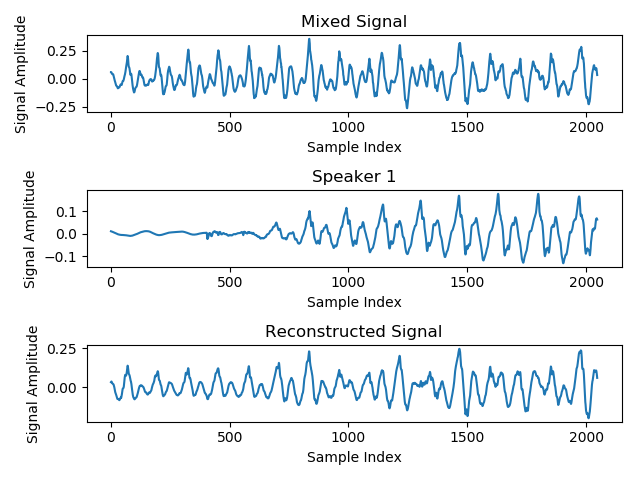 Mixed Signal
Signal Amplitude
0.25
0.00
−0.25
0 500 1000 1500 2000
Sample Index
Speaker 1
Signal Amplitude
0.1
0.0
−0.1
0 500 1000 1500 2000
Sample Index
Reconstructed Signal
Signal Amplitude
0.25
0.00
0 500 1000 1500 2000
Sample Index